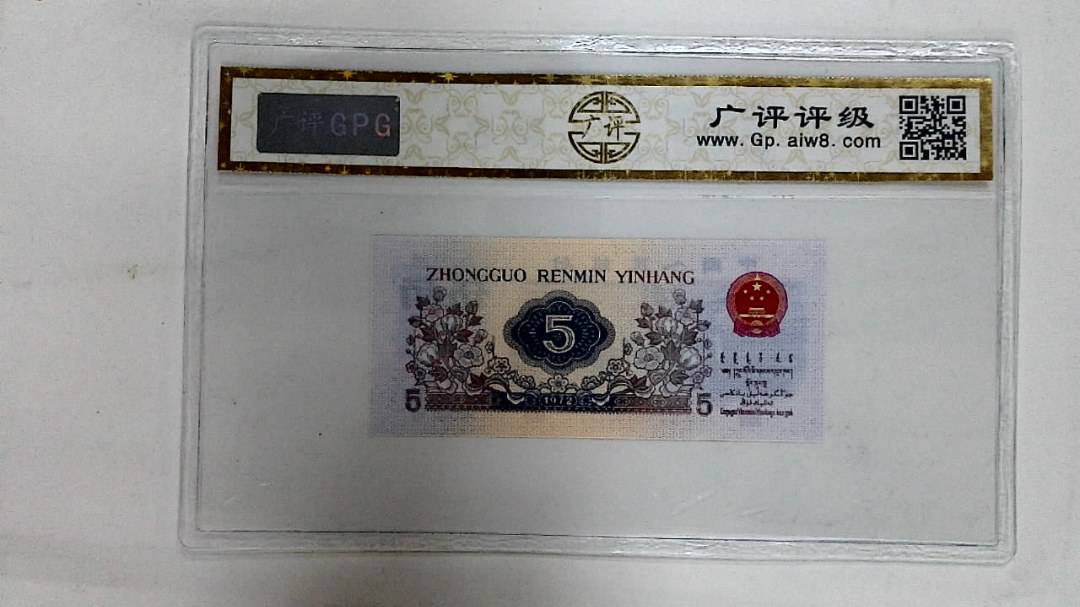 广评GPG
广评
广评评级
www.Gp.aiw8.com
ZHONGGUO RENMIN YINHANG
5
1972
5
5